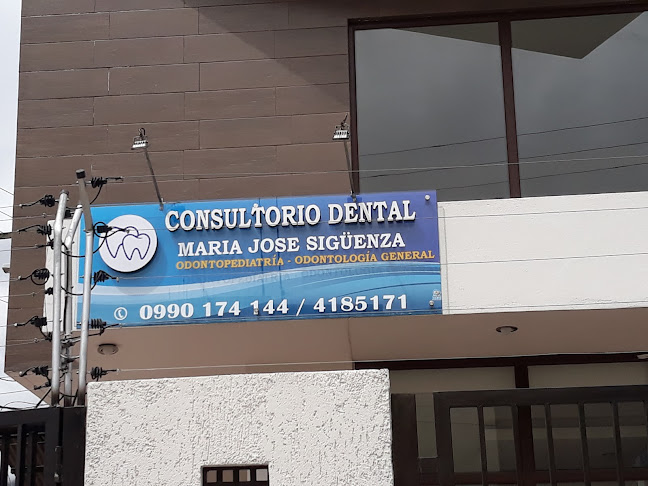 CONSULTORIO DENTAL
MARIA JOSE SIGÜENZA
ODONTOPEDIATRÍA - ODONTOLOGÍA GENERAL
0990 174 144 / 4185171